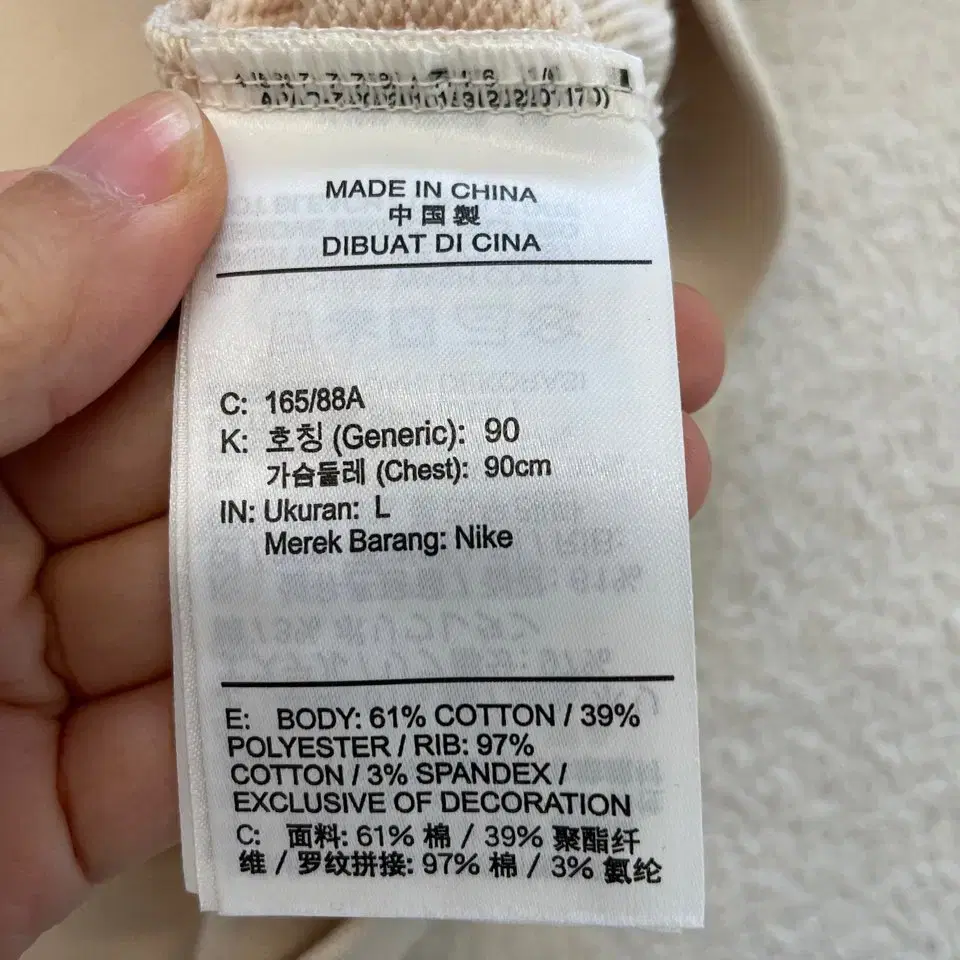 MADE IN CHINA
中国製
DIBUAT DI CINA
C: 165/88A
K: 호칭 (Generic): 90
가슴둘레 (Chest): 90cm
IN: Ukuran: L
Merek Barang: Nike
E: BODY: 61% COTTON / 39%
POLYESTER / RIB: 97%
COTTON / 3% SPANDEX /
EXCLUSIVE OF DECORATION
C: 面料: 61% 棉 / 39% 聚酯纤
维 / 罗纹拼接: 97% 棉 / 3% 氨纶